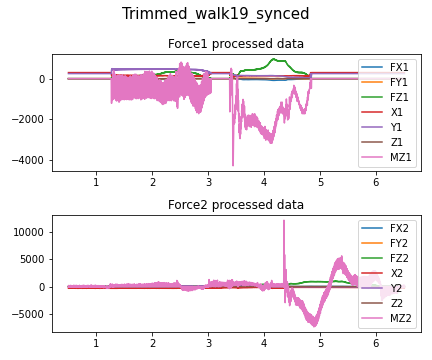 Trimmed_walk19_synced
Force1 processed data
0
−2000
−4000
FX1
FY1
FZ1
X1
Y1
Z1
MZ1
1 2 3 4 5 6
Force2 processed data
10000
5000
0
−5000
FX2
FY2
FZ2
X2
Y2
Z2
MZ2
1 2 3 4 5 6